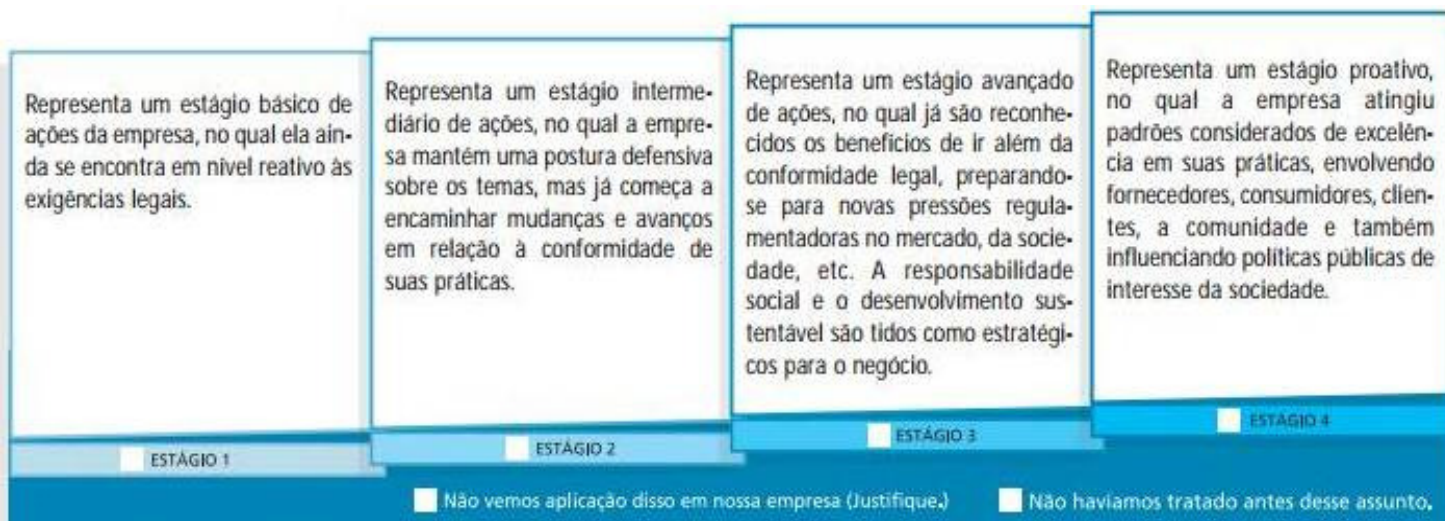 Representa um estágio básico de
ações da empresa, no qual ela ain-
da se encontra em nível reativo às
exigências legais.
ESTÁGIO 1
Representa um estágio interme-
diário de ações, no qual a empre-
sa mantém uma postura defensiva
sobre os temas, mas já começa a
encaminhar mudanças e avanços
em relação à conformidade de
suas práticas.
ESTÁGIO 2
Representa um estágio avançado
de ações, no qual já são reconhe-
cidos os benefícios de ir além da
conformidade legal, preparando-
se para novas pressões regula-
mentadoras no mercado, da socie-
dade, etc. A responsabilidade
social e o desenvolvimento sus-
tentável são tidos como estratégi-
cos para o negócio.
ESTÁGIO 3
Representa um estágio proativo,
no qual a empresa atingiu
padrões considerados de excelên-
cia em suas práticas, envolvendo
fornecedores, consumidores, clien-
tes, a comunidade e também
influenciando políticas públicas de
interesse da sociedade.
ESTÁGIO 4
Não vemos aplicação disso em nossa empresa (Justifique.)
Não havíamos tratado antes desse assunto.